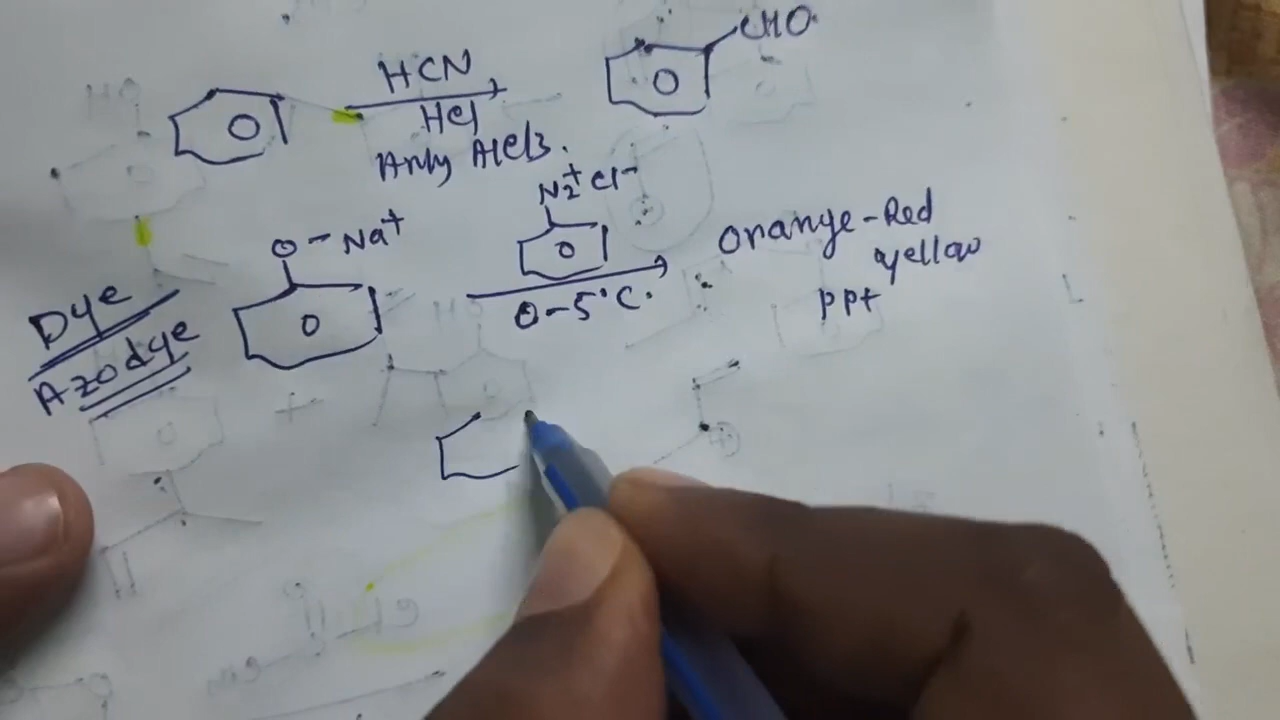 HCN
CHO
HCl
Anhy AlCl3.
N2+ Cl-
O - Na+
Orange-Red
yellow
ppt
0-5°C.
Dye
Azodye